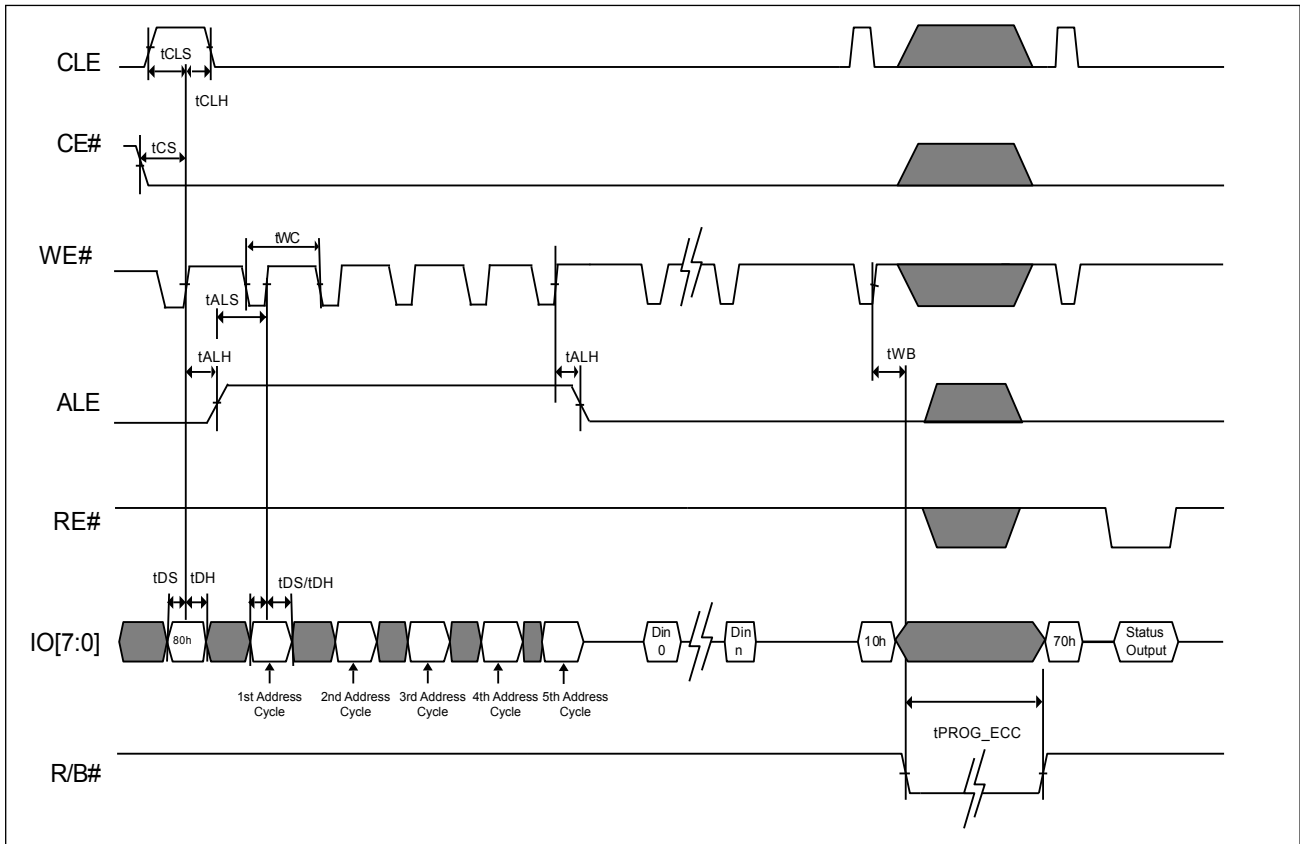 CLE
tCLS
tCLH
CE#
tCS
WE#
tWC
tALS
tALH
tALH
tWB
ALE
RE#
tDS
tDH
tDS/tDH
IO[7:0]
80h
Din
0
Din
n
10h
70h
Status
Output
1st Address
Cycle
2nd Address
Cycle
3rd Address
Cycle
4th Address
Cycle
5th Address
Cycle
tPROG_ECC
R/B#